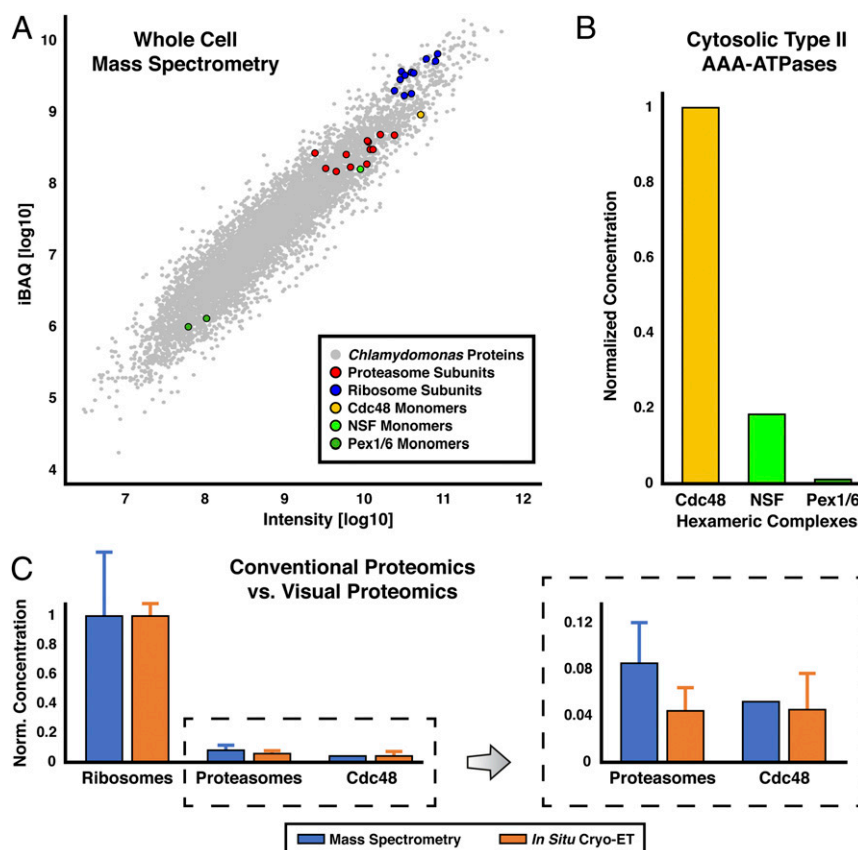 A
Whole Cell
Mass Spectrometry
iBAQ [log10]
10
9
8
7
6
5
4
Chlamydomonas Proteins
Proteasome Subunits
Ribosome Subunits
Cdc48 Monomers
NSF Monomers
Pex1/6 Monomers
7 8 9 10 11 12
Intensity [log10]
B
Cytosolic Type II
AAA-ATPases
Normalized Concentration
1
0.8
0.6
0.4
0.2
0
Cdc48 NSF Pex1/6
Hexameric Complexes
C
Conventional Proteomics
vs. Visual Proteomics
Norm. Concentration
1
0.8
0.6
0.4
0.2
0
Ribosomes Proteasomes Cdc48
0.12
0.08
0.04
0
Proteasomes Cdc48
Mass Spectrometry In Situ Cryo-ET